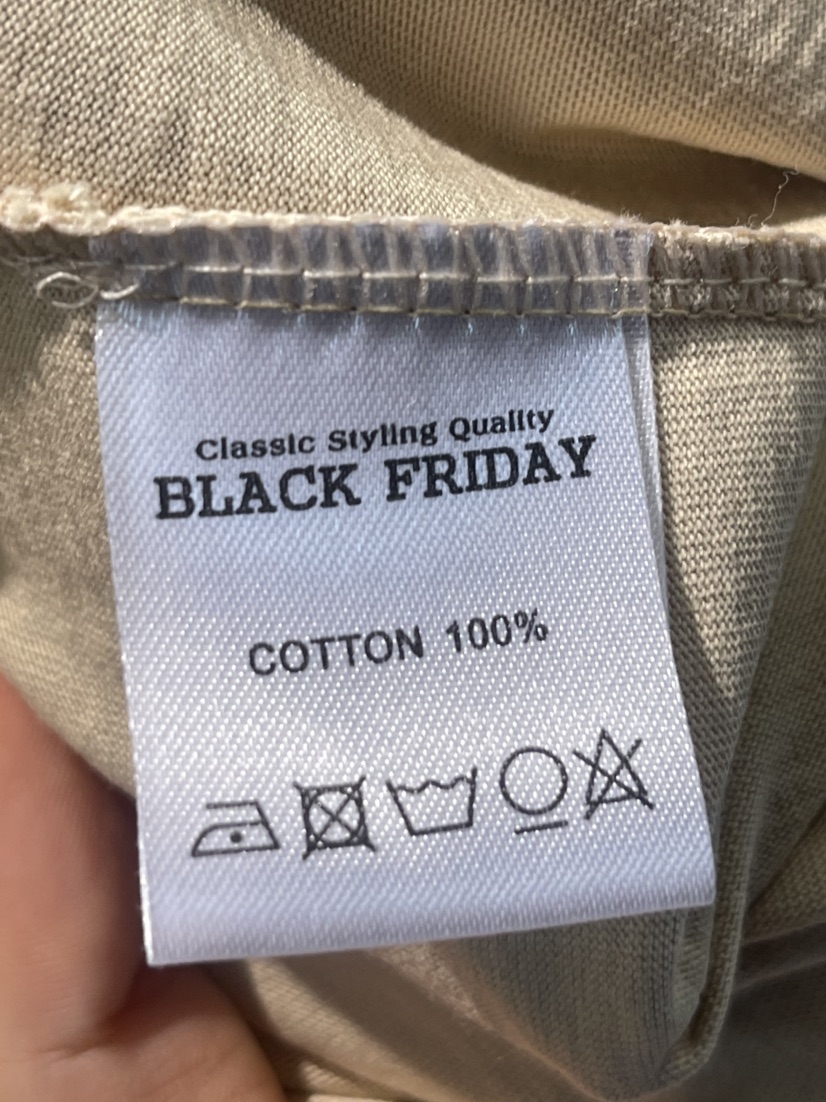 Classic Styling Quality
BLACK FRIDAY
COTTON 100%